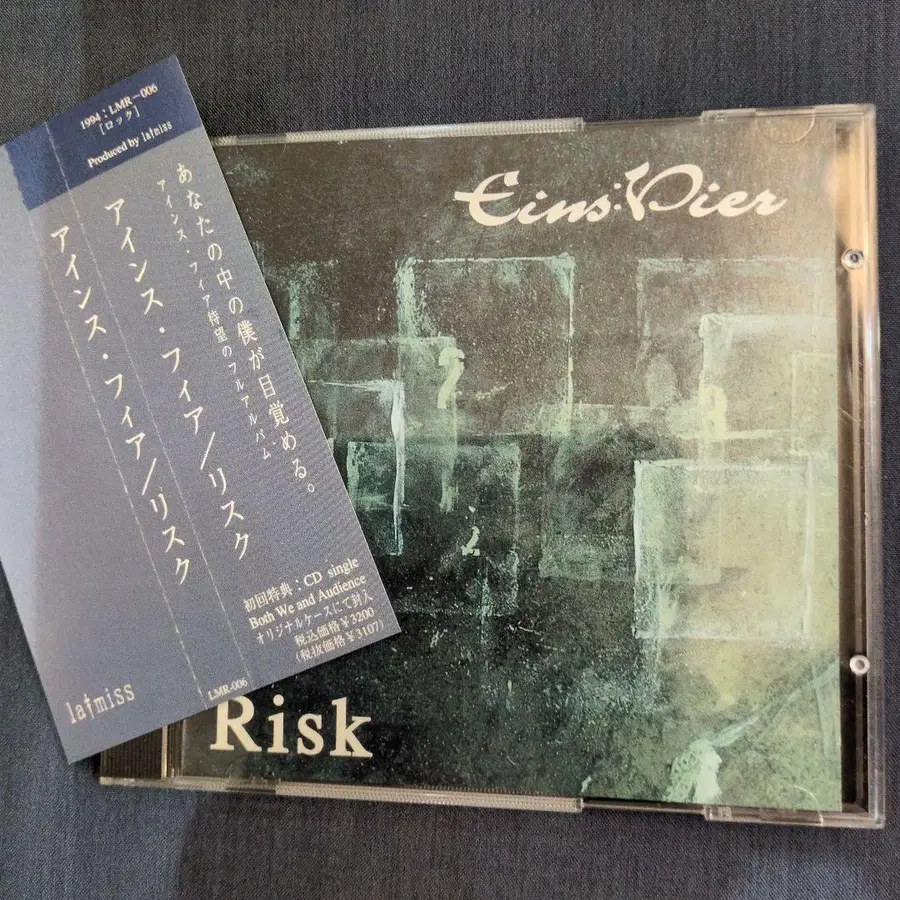 1994：LMR－006
［ロック］
Produced by la†miss
あなたの中の僕が目覚める。
アインス・フィア待望のフルアルバム
アインス・フィア／リスク
アインス・フィア／リスク
初回特典：CD single
Both We and Audience
オリジナルケースにて封入
税込価格￥3200
（税抜価格￥3107）
LMR-006
la†miss
Eins:Vier
Risk